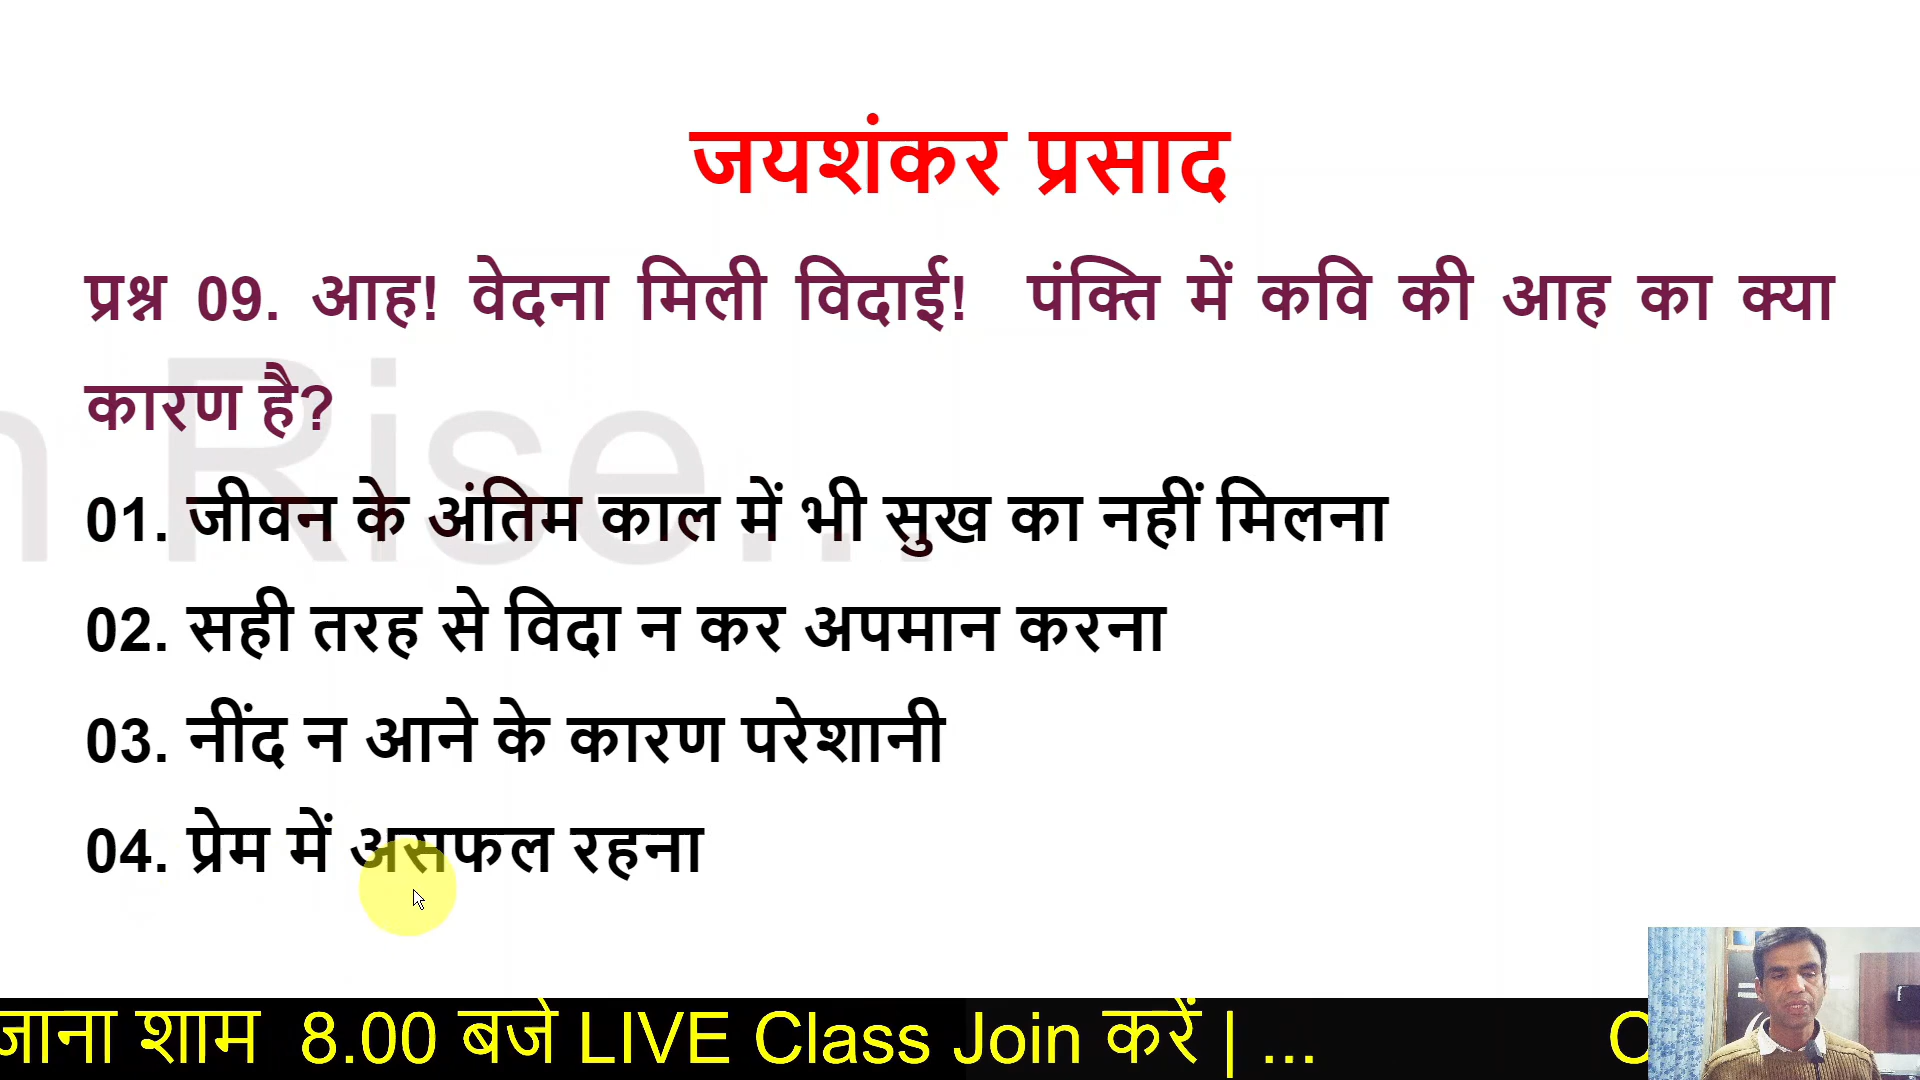 जयशंकर प्रसाद
प्रश्न 09. आह! वेदना मिली विदाई! पंक्ति में कवि की आह का क्या
कारण है?
n Rise...
01. जीवन के अंतिम काल में भी सुख का नहीं मिलना
02. सही तरह से विदा न कर अपमान करना
03. नींद न आने के कारण परेशानी
04. प्रेम में असफल रहना
जाना शाम 8.00 बजे LIVE Class Join करें | ...